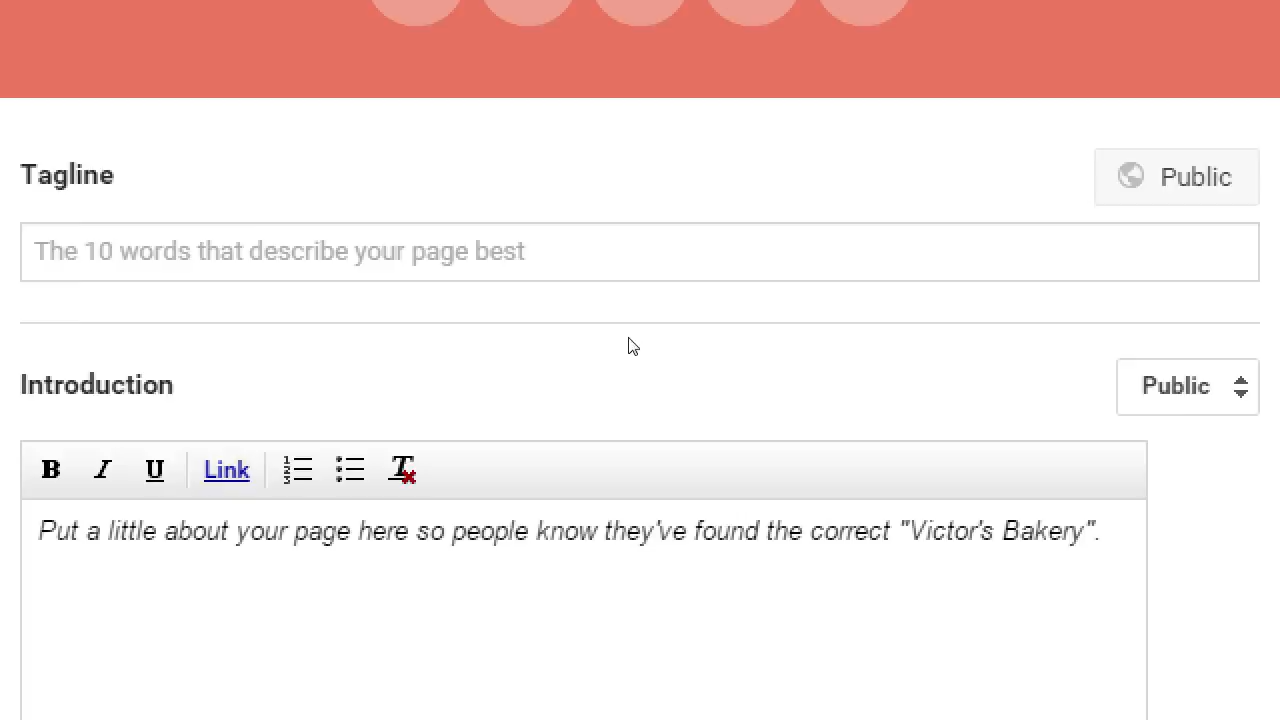 Tagline
Public
The 10 words that describe your page best
Introduction
Public
B I U Link
Put a little about your page here so people know they've found the correct "Victor's Bakery".